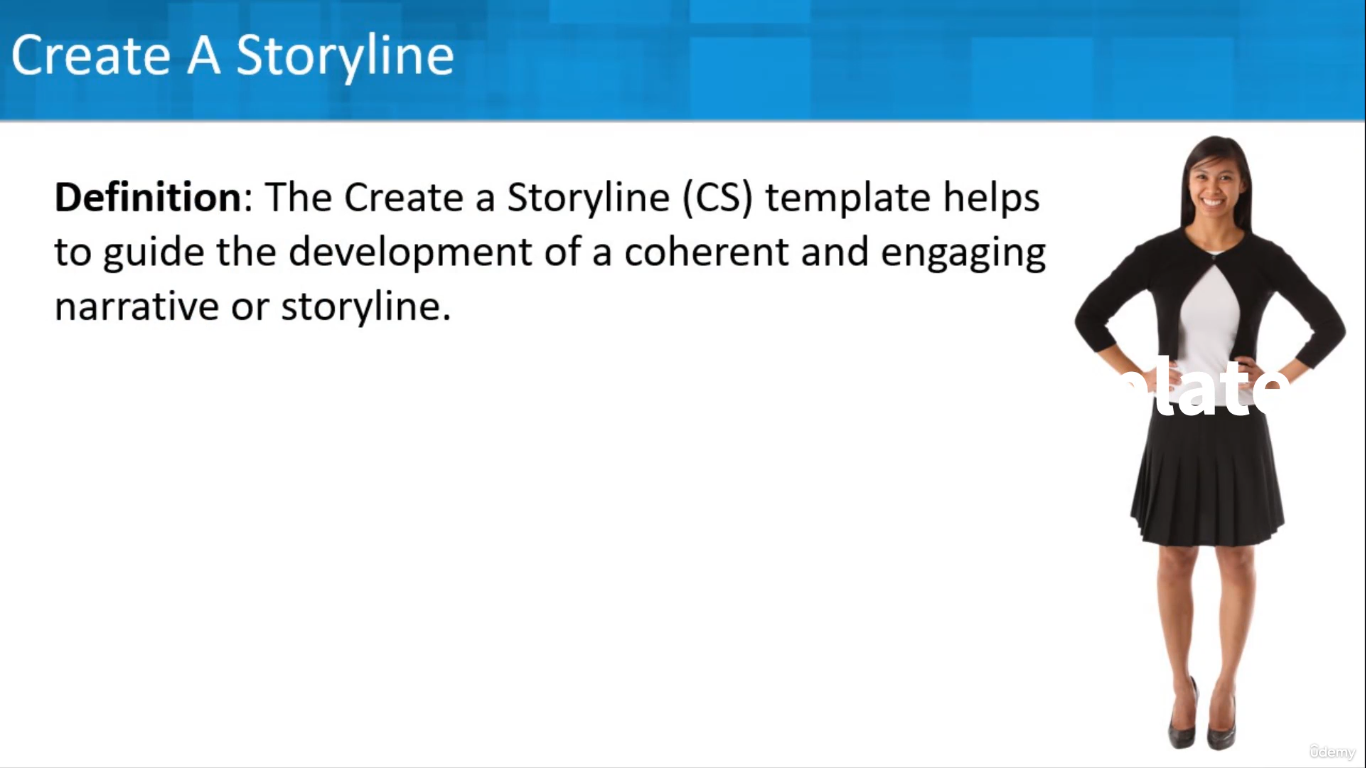 Create A Storyline
Definition: The Create a Storyline (CS) template helps
to guide the development of a coherent and engaging
narrative or storyline.
ûdemy